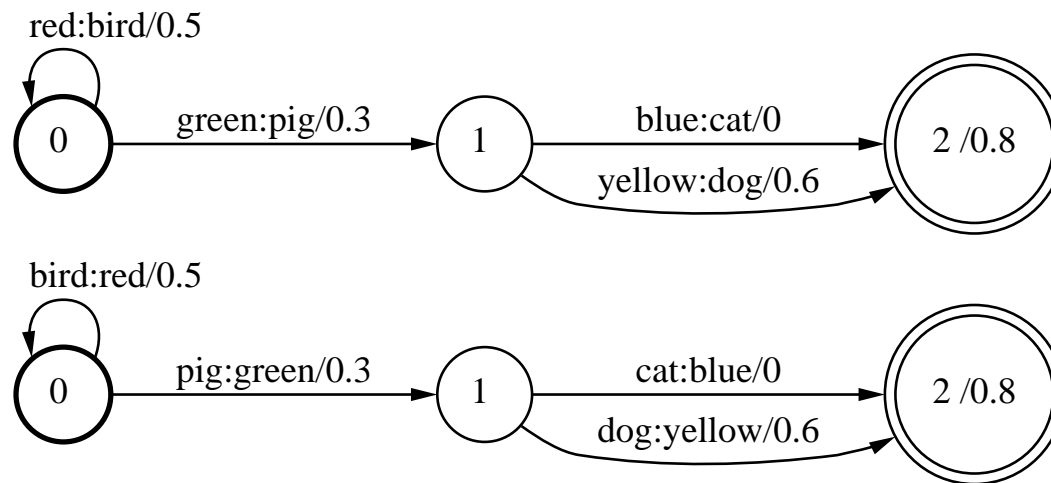 red:bird/0.5
0
green:pig/0.3
1
blue:cat/0
yellow:dog/0.6
2 /0.8
bird:red/0.5
0
pig:green/0.3
1
cat:blue/0
dog:yellow/0.6
2 /0.8